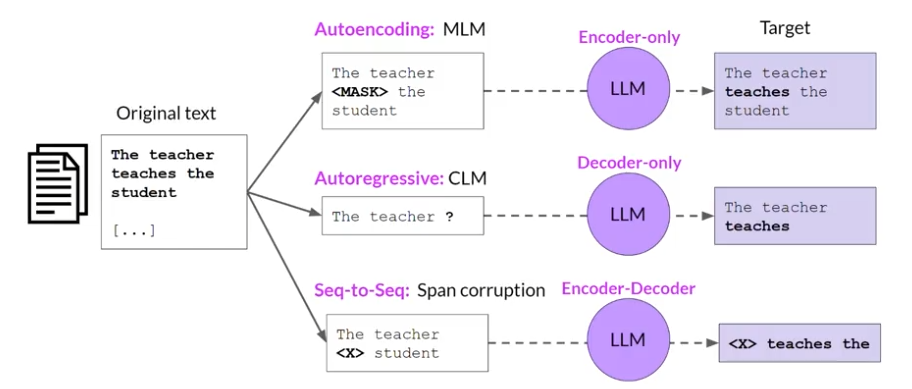 Original text
The teacher
teaches the
student
[...]
Autoencoding: MLM
The teacher
<MASK> the
student
Encoder-only
LLM
Target
The teacher
teaches the
student
Autoregressive: CLM
The teacher ?
Decoder-only
LLM
The teacher
teaches
Seq-to-Seq: Span corruption
The teacher
<X> student
Encoder-Decoder
LLM
<X> teaches the